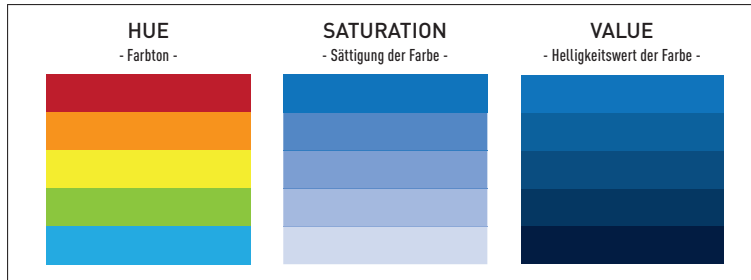 HUE
- Farbton -
SATURATION
- Sättigung der Farbe -
VALUE
- Helligkeitswert der Farbe -